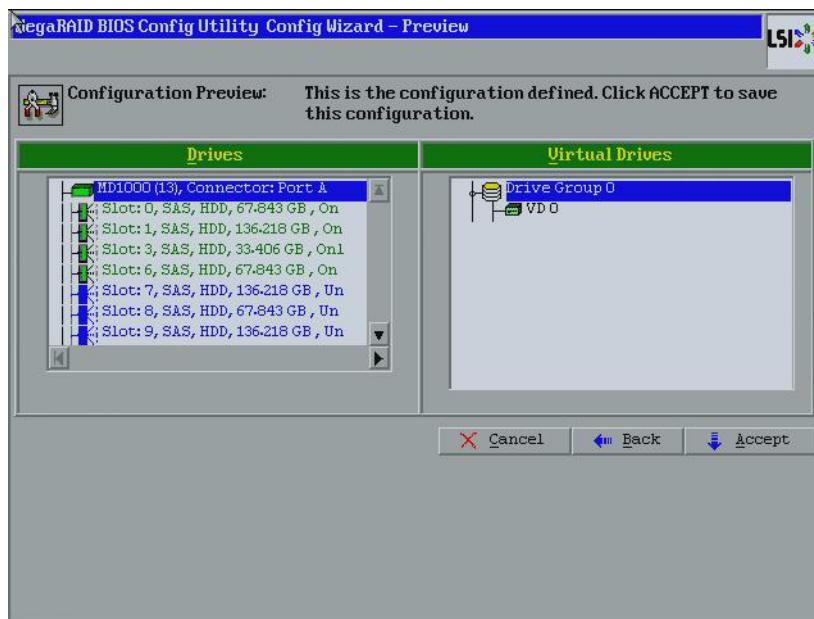 MegaRAID BIOS Config Utility Config Wizard – Preview
LSI
Configuration Preview: This is the configuration defined. Click ACCEPT to save
this configuration.
Drives
MD1000 (13), Connector: Port A
Slot: 0, SAS, HDD, 67.843 GB , On
Slot: 1, SAS, HDD, 136.218 GB , On
Slot: 3, SAS, HDD, 33.406 GB , Onl
Slot: 6, SAS, HDD, 67.843 GB , On
Slot: 7, SAS, HDD, 136.218 GB , Un
Slot: 8, SAS, HDD, 67.843 GB , Un
Slot: 9, SAS, HDD, 136.218 GB , Un
Virtual Drives
Drive Group 0
VD 0
Cancel
Back
Accept